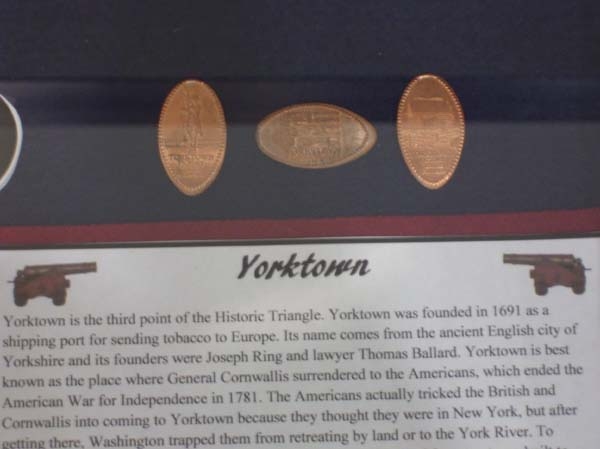 YORKTOWN
Yorktown
Yorktown is the third point of the Historic Triangle. Yorktown was founded in 1691 as a
shipping port for sending tobacco to Europe. Its name comes from the ancient English city of
Yorkshire and its founders were Joseph Ring and lawyer Thomas Ballard. Yorktown is best
known as the place where General Cornwallis surrendered to the Americans, which ended the
American War for Independence in 1781. The Americans actually tricked the British and
Cornwallis into coming to Yorktown because they thought they were in New York, but after
getting there, Washington trapped them from retreating by land or to the York River. To